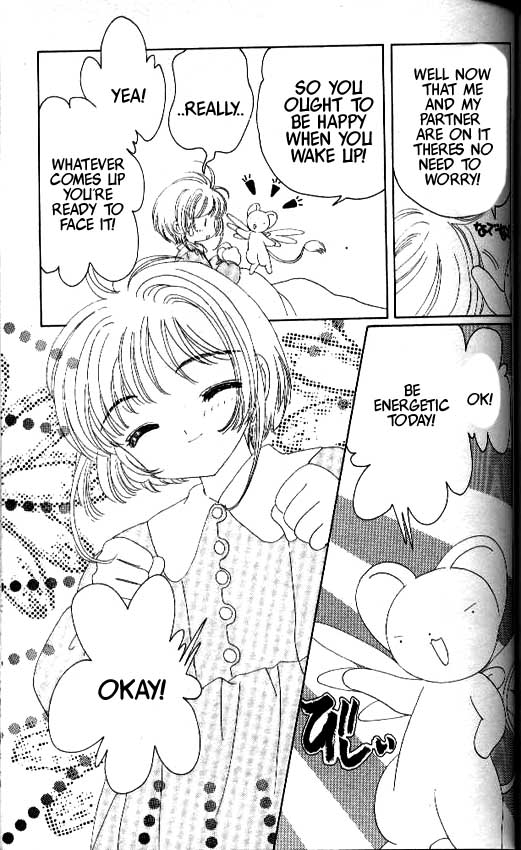 WELL NOW
THAT ME
AND MY
PARTNER
ARE ON IT
THERES NO
NEED TO
WORRY!
SO YOU
OUGHT TO
BE HAPPY
WHEN YOU
WAKE UP!
..REALLY..
YEA!
WHATEVER
COMES UP
YOU'RE
READY TO
FACE IT!
OK!
BE
ENERGETIC
TODAY!
OKAY!